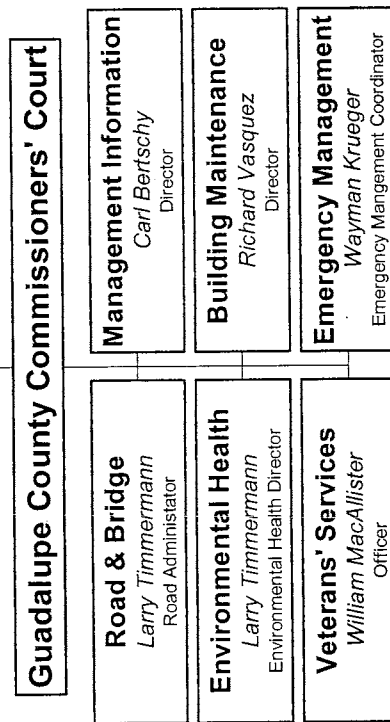 Guadalupe County Commissioners' Court
Road & Bridge
Larry Timmermann
Road Administator
Management Information
Carl Bertschy
Director
Environmental Health
Larry Timmermann
Environmental Health Director
Building Maintenance
Richard Vasquez
Director
Veterans' Services
William MacAllister
Officer
Emergency Management
Wayman Krueger
Emergency Mangement Coordinator